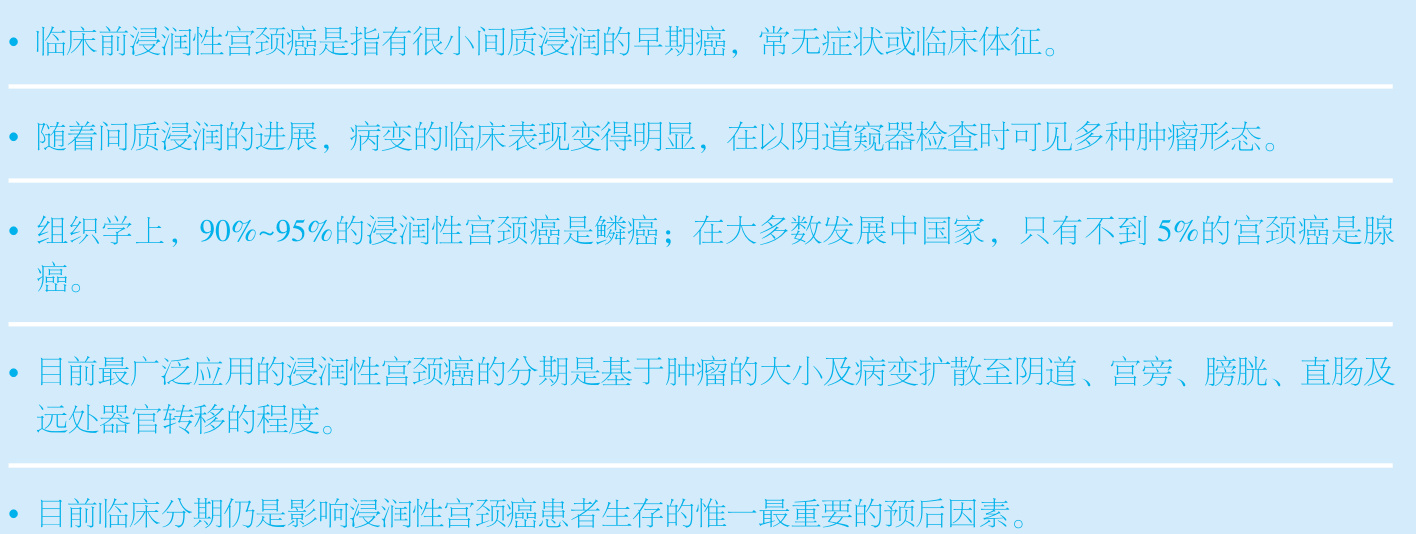 • 临床前浸润性宫颈癌是指有很小间质浸润的早期癌，常无症状或临床体征。
• 随着间质浸润的进展，病变的临床表现变得明显，在以阴道窥器检查时可见多种肿瘤形态。
• 组织学上，90%~95%的浸润性宫颈癌是鳞癌；在大多数发展中国家，只有不到 5%的宫颈癌是腺
癌。
• 目前最广泛应用的浸润性宫颈癌的分期是基于肿瘤的大小及病变扩散至阴道、宫旁、膀胱、直肠及
远处器官转移的程度。
• 目前临床分期仍是影响浸润性宫颈癌患者生存的惟一最重要的预后因素。